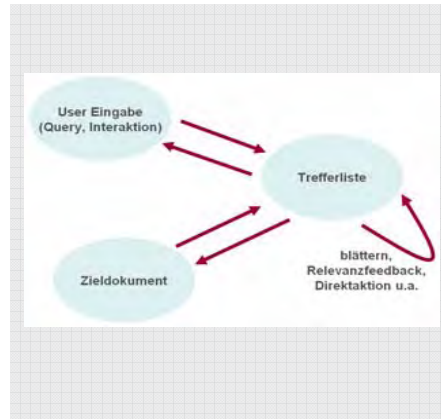 User Eingabe
(Query, Interaktion)
Trefferliste
Zieldokument
blättern,
Relevanzfeedback,
Direktaktion u.a.